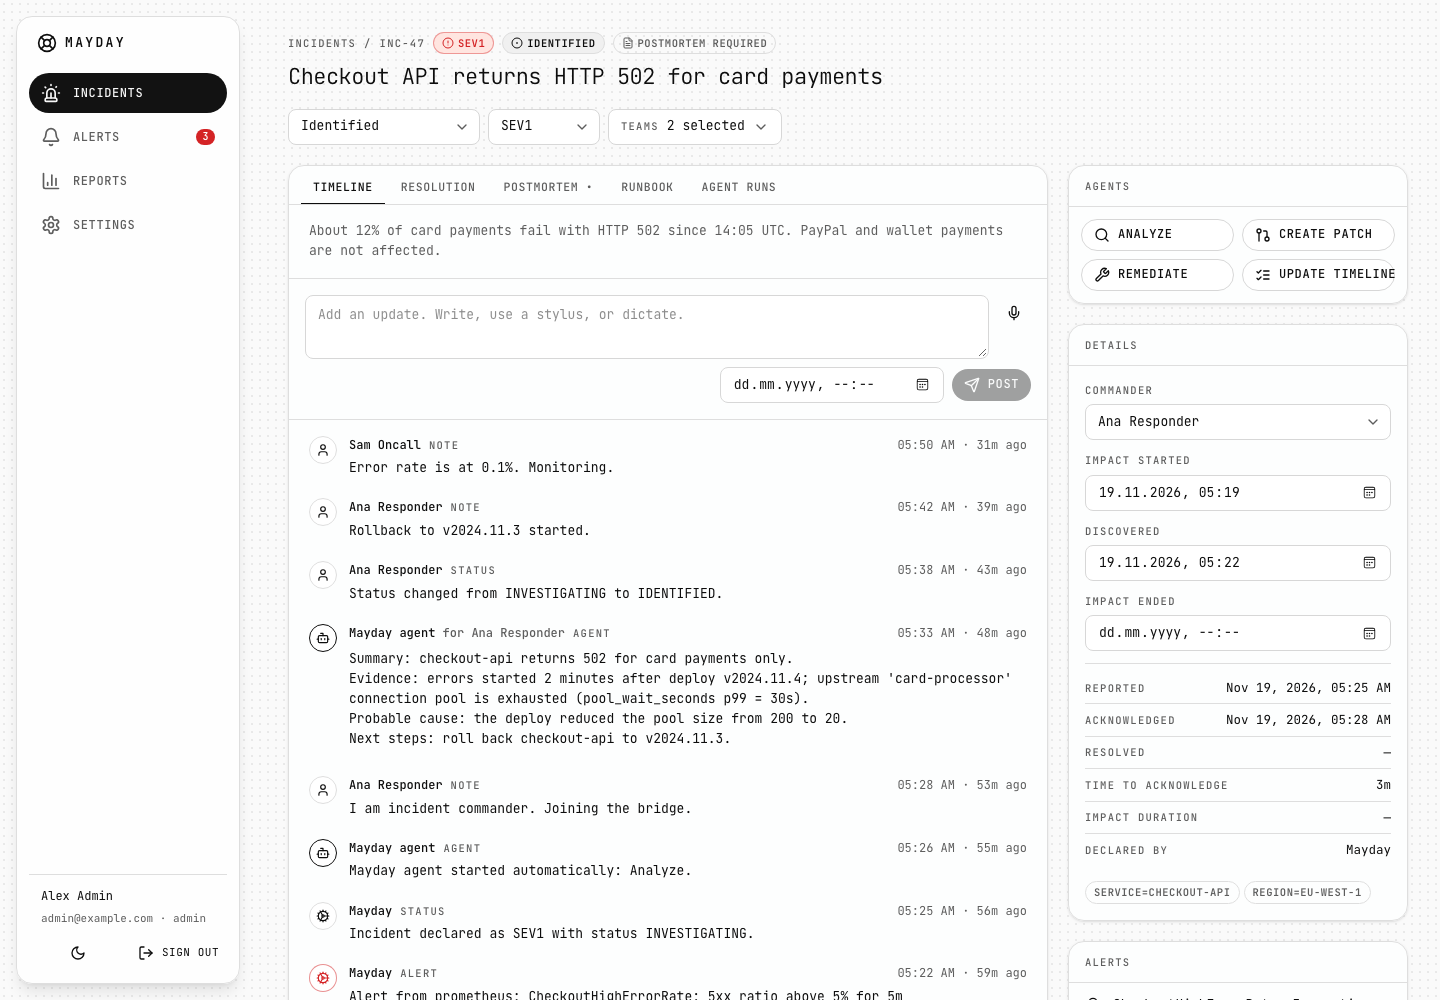 MAYDAY
INCIDENTS
ALERTS 3
REPORTS
SETTINGS
Alex Admin
admin@example.com · admin
SIGN OUT
INCIDENTS / INC-47 SEV1 IDENTIFIED POSTMORTEM REQUIRED
Checkout API returns HTTP 502 for card payments
Identified SEV1 TEAMS 2 selected
TIMELINE RESOLUTION POSTMORTEM • RUNBOOK AGENT RUNS
About 12% of card payments fail with HTTP 502 since 14:05 UTC. PayPal and wallet payments
are not affected.
Add an update. Write, use a stylus, or dictate.
dd.mm.yyyy, --:-- POST
Sam Oncall NOTE 05:50 AM · 31m ago
Error rate is at 0.1%. Monitoring.
Ana Responder NOTE 05:42 AM · 39m ago
Rollback to v2024.11.3 started.
Ana Responder STATUS 05:38 AM · 43m ago
Status changed from INVESTIGATING to IDENTIFIED.
Mayday agent for Ana Responder AGENT 05:33 AM · 48m ago
Summary: checkout-api returns 502 for card payments only.
Evidence: errors started 2 minutes after deploy v2024.11.4; upstream 'card-processor'
connection pool is exhausted (pool_wait_seconds p99 = 30s).
Probable cause: the deploy reduced the pool size from 200 to 20.
Next steps: roll back checkout-api to v2024.11.3.
Ana Responder NOTE 05:28 AM · 53m ago
I am incident commander. Joining the bridge.
Mayday agent AGENT 05:26 AM · 55m ago
Mayday agent started automatically: Analyze.
Mayday STATUS 05:25 AM · 56m ago
Incident declared as SEV1 with status INVESTIGATING.
Mayday ALERT 05:22 AM · 59m ago
Alert from prometheus: CheckoutHighErrorRate: 5xx ratio above 5% for 5m
AGENTS
ANALYZE CREATE PATCH
REMEDIATE UPDATE TIMELINE
DETAILS
COMMANDER
Ana Responder
IMPACT STARTED
19.11.2026, 05:19
DISCOVERED
19.11.2026, 05:22
IMPACT ENDED
dd.mm.yyyy, --:--
REPORTED Nov 19, 2026, 05:25 AM
ACKNOWLEDGED Nov 19, 2026, 05:28 AM
RESOLVED —
TIME TO ACKNOWLEDGE 3m
IMPACT DURATION —
DECLARED BY Mayday
SERVICE=CHECKOUT-API REGION=EU-WEST-1
ALERTS